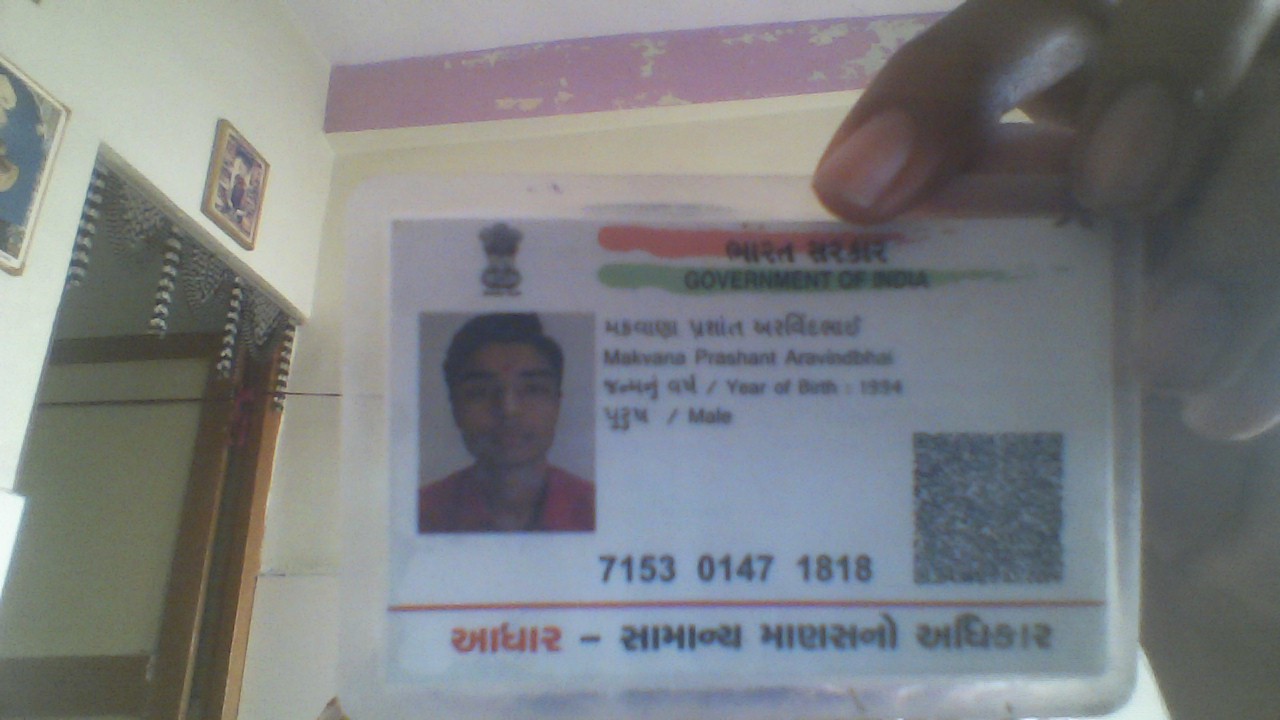 ભારત સરકાર
GOVERNMENT OF INDIA
મકવાણા પ્રશાંત અરવિંદભાઈ
Makvana Prashant Aravindbhai
જન્મનું વર્ષ / Year of Birth : 1994
પુરુષ / Male
7153 0147 1818
આધાર – સામાન્ય માણસનો અધિકાર